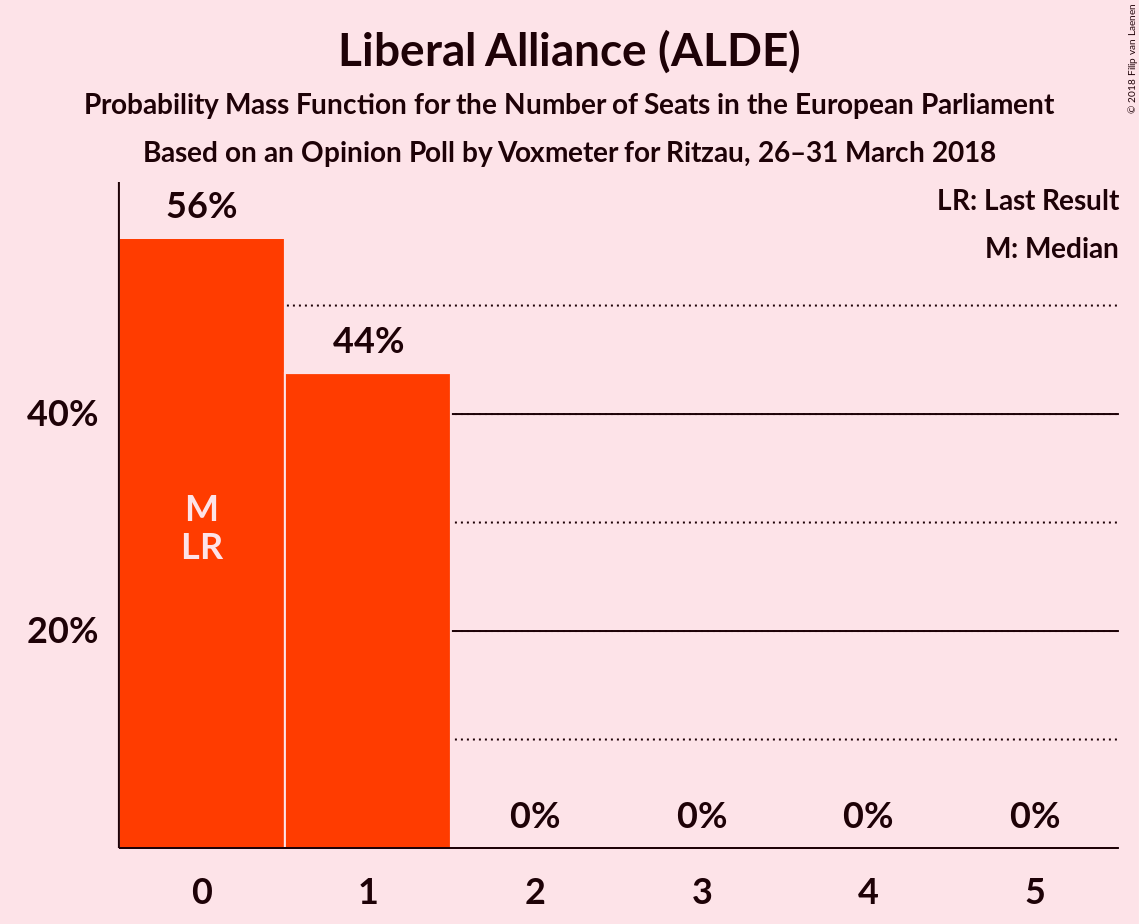 Liberal Alliance (ALDE)
Probability Mass Function for the Number of Seats in the European Parliament
Based on an Opinion Poll by Voxmeter for Ritzau, 26–31 March 2018
© 2018 Filip van Laenen
LR: Last Result
M: Median
56%
44%
40%
M
LR
20%
0%
0%
0%
0%
0
1
2
3
4
5